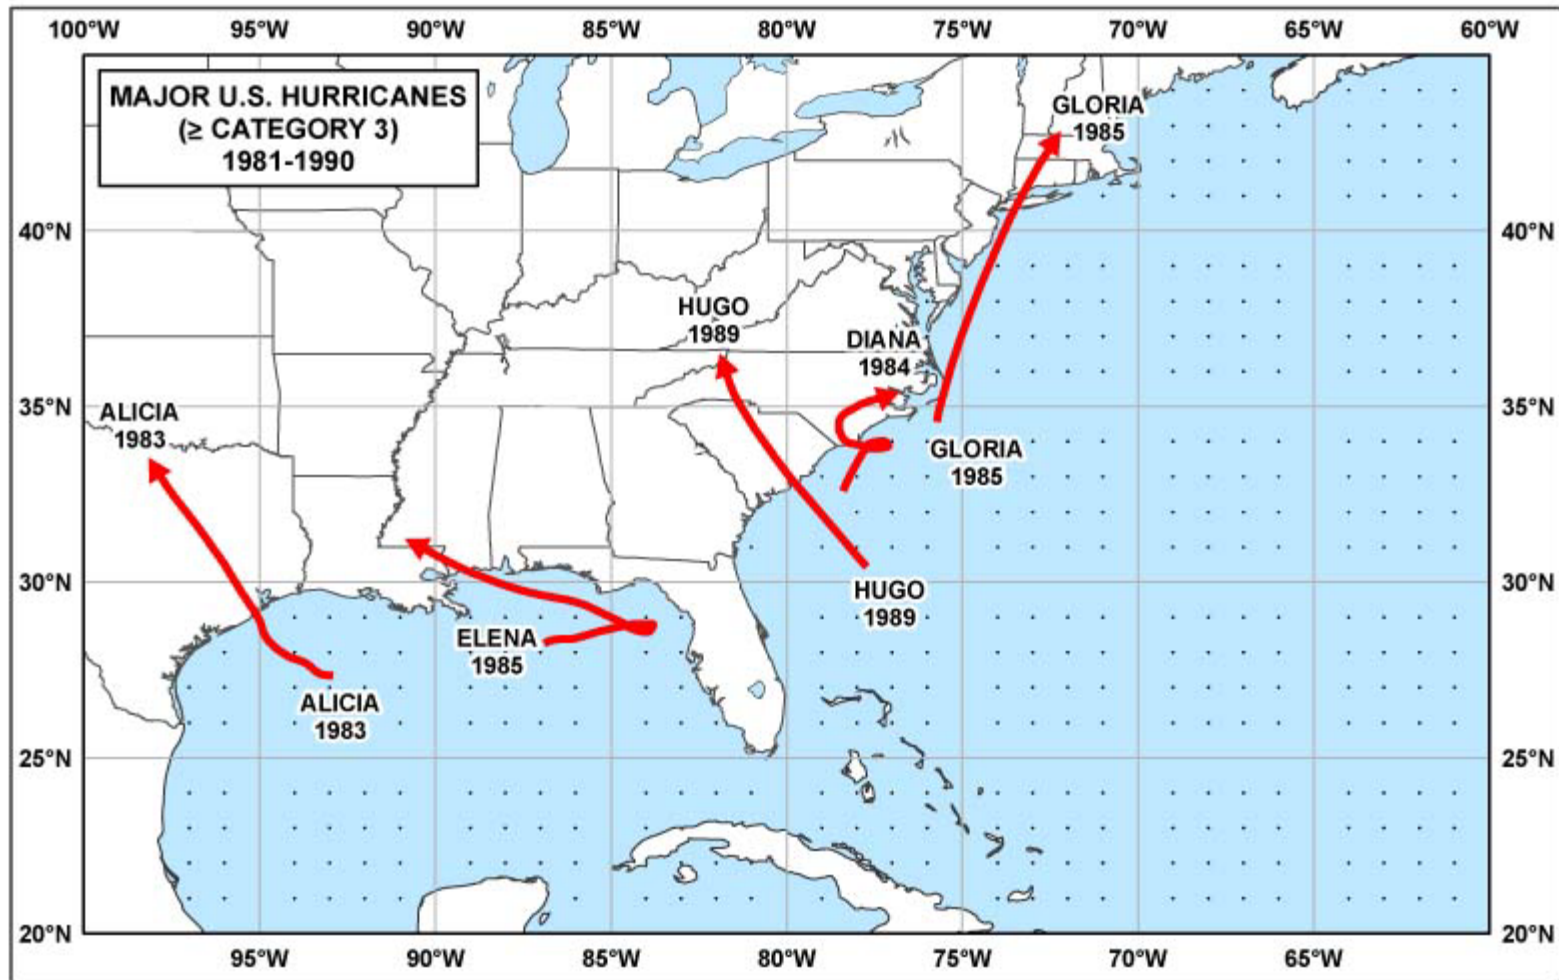 100°W 95°W 90°W 85°W 80°W 75°W 70°W 65°W 60°W
MAJOR U.S. HURRICANES
(≥ CATEGORY 3)
1981-1990
GLORIA
1985
40°N 40°N
HUGO
1989
DIANA
1984
35°N 35°N
ALICIA
1983
GLORIA
1985
30°N 30°N
HUGO
1989
ELENA
1985
ALICIA
1983
25°N 25°N
20°N 20°N
95°W 90°W 85°W 80°W 75°W 70°W 65°W